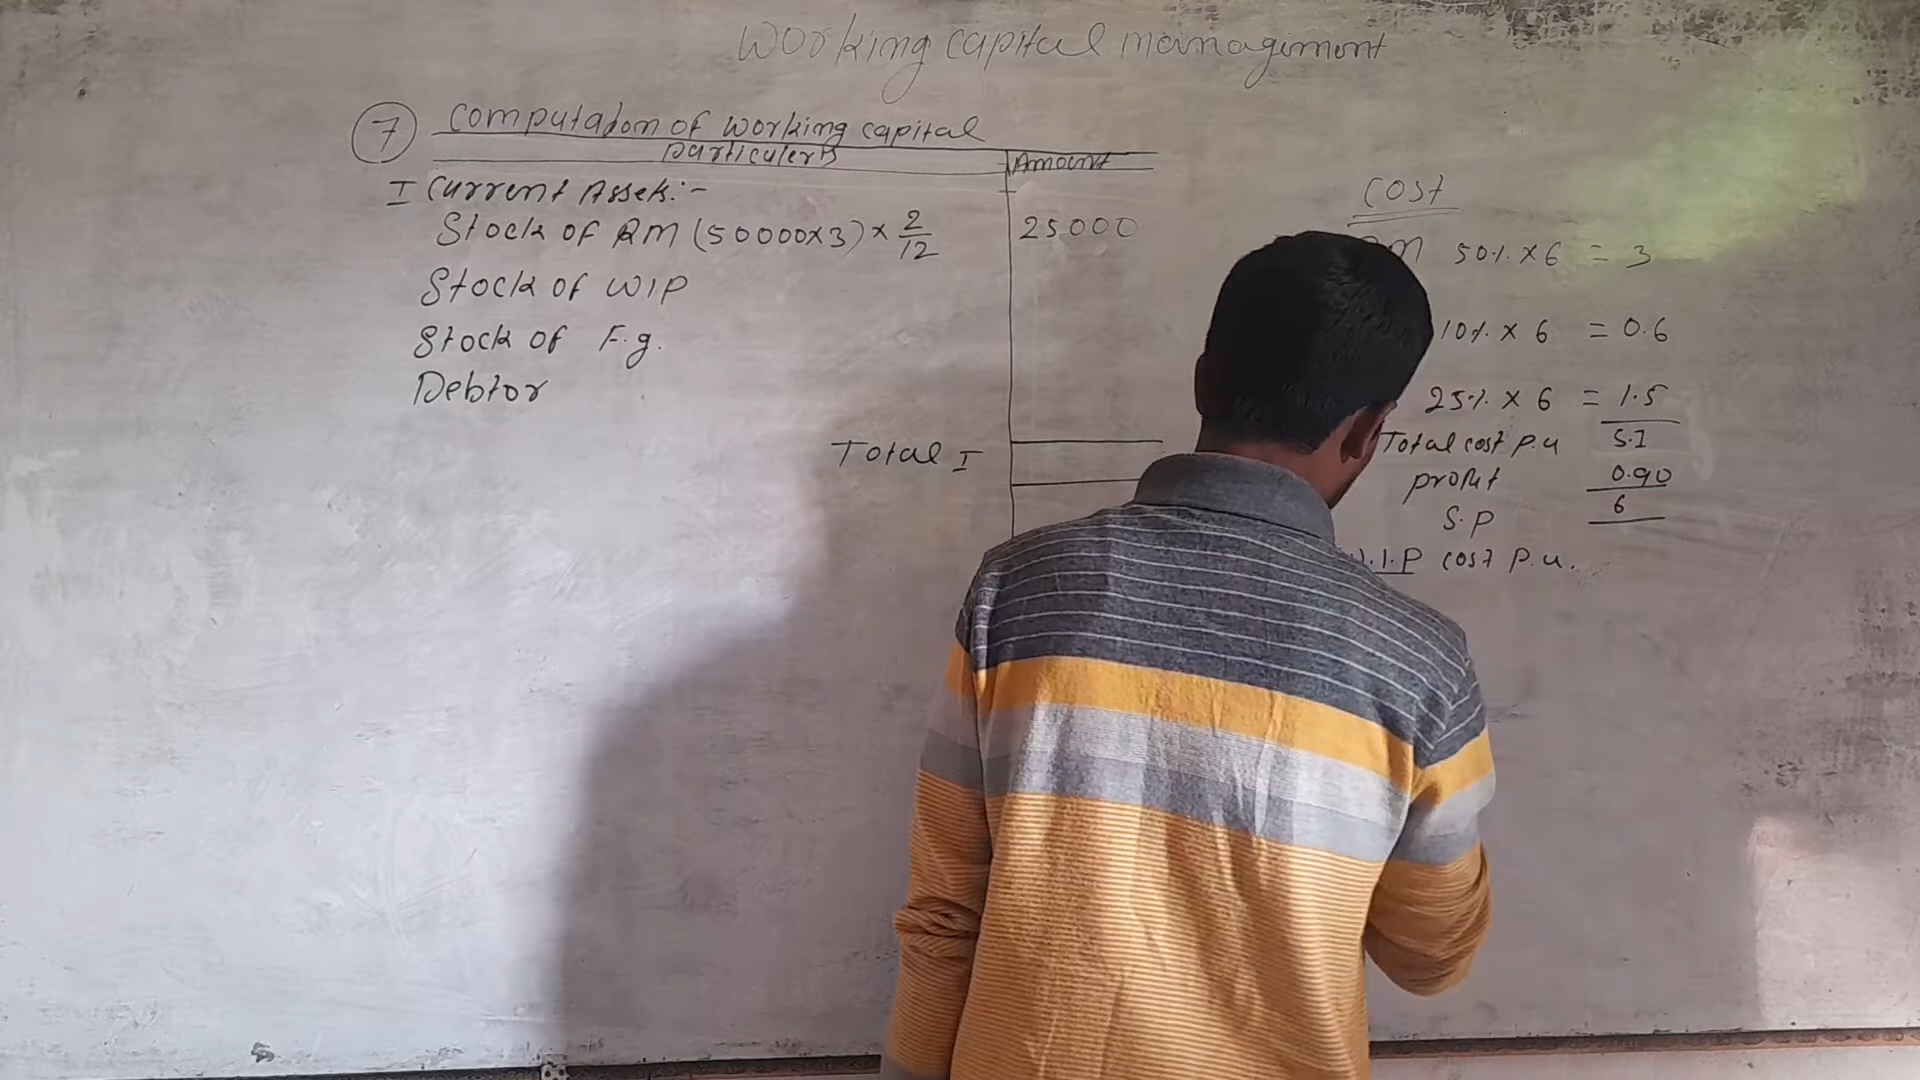 Working capital management
7 Computation of working capital
particulers Amount
I Current Assets:-
Stock of RM (50000x3) x 2/12 25000
Stock of WIP
Stock of F.g.
Debtor
Total I
COST
M 50% x 6 = 3
10% x 6 = 0.6
25% x 6 = 1.5
Total cost p.u 5.1
profit 0.90
S.P 6
.I.P cost p.u.